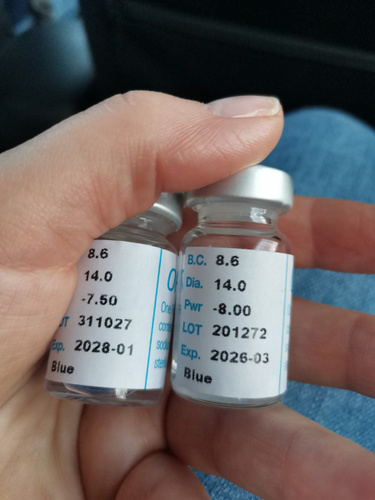 8.6
14.0
-7.50
OT 311027
Exp. 2028-01
Blue
B.C. 8.6
Dia. 14.0
Pwr -8.00
LOT 201272
Exp. 2026-03
Blue